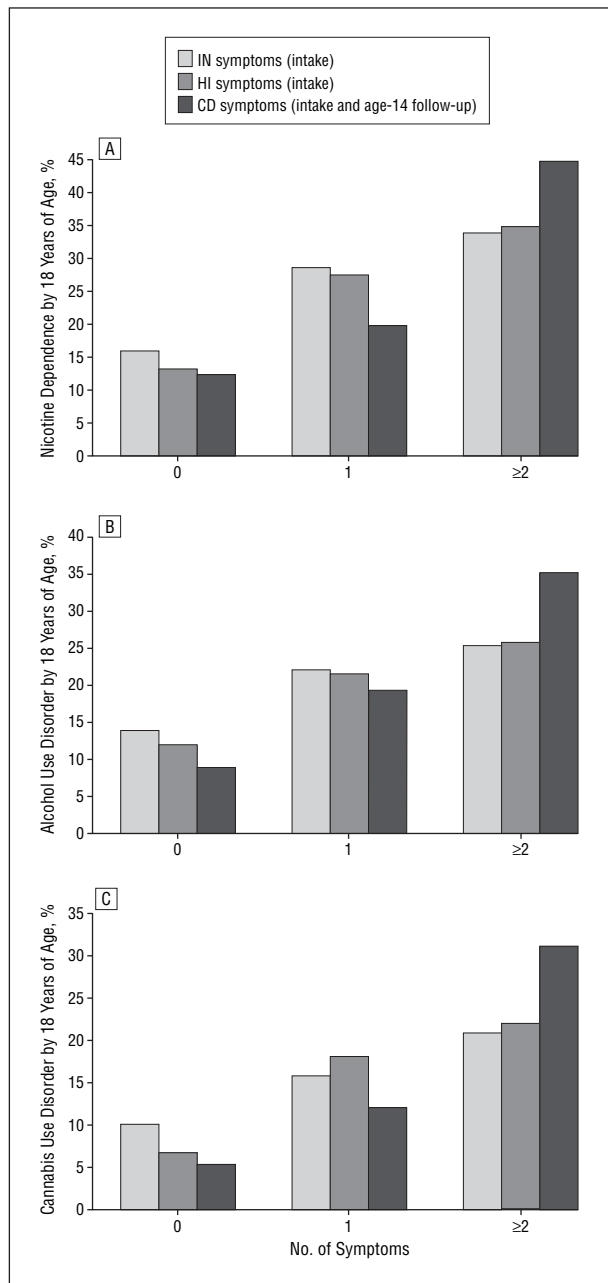 IN symptoms (intake)
HI symptoms (intake)
CD symptoms (intake and age-14 follow-up)
A
Nicotine Dependence by 18 Years of Age, %
45
40
35
30
25
20
15
10
5
0
0 1 ≥2
B
Alcohol Use Disorder by 18 Years of Age, %
40
35
30
25
20
15
10
5
0
0 1 ≥2
C
Cannabis Use Disorder by 18 Years of Age, %
35
30
25
20
15
10
5
0
0 1 ≥2
No. of Symptoms